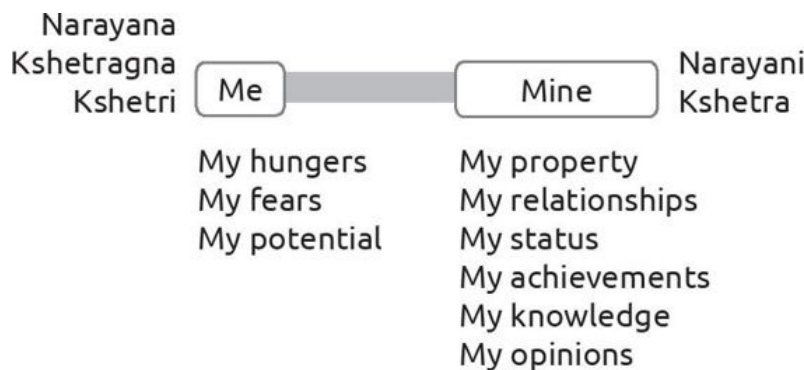 Narayana
Kshetragna
Kshetri
Me
Mine
Narayani
Kshetra
My hungers
My fears
My potential
My property
My relationships
My status
My achievements
My knowledge
My opinions